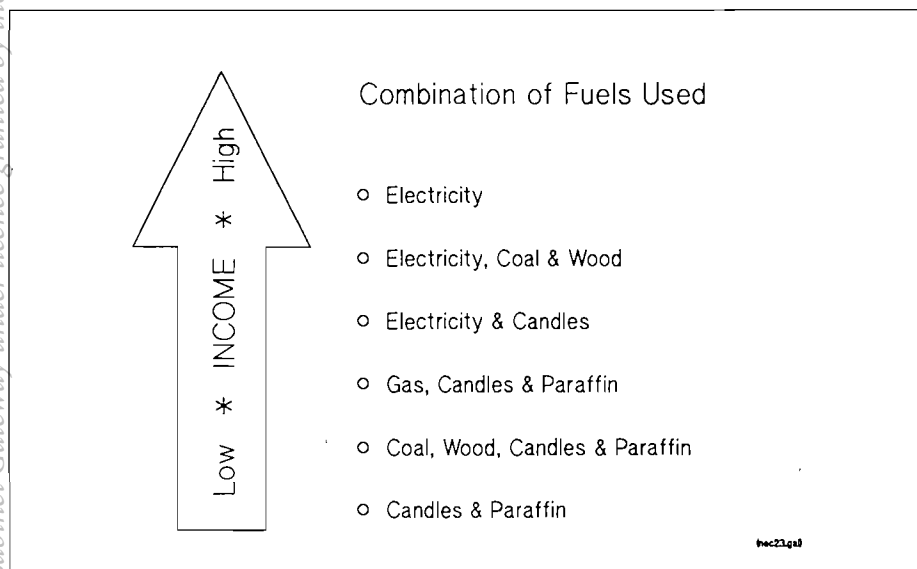 Combination of Fuels Used
Low * INCOME * High
Electricity
Electricity, Coal & Wood
Electricity & Candles
Gas, Candles & Paraffin
Coal, Wood, Candles & Paraffin
Candles & Paraffin